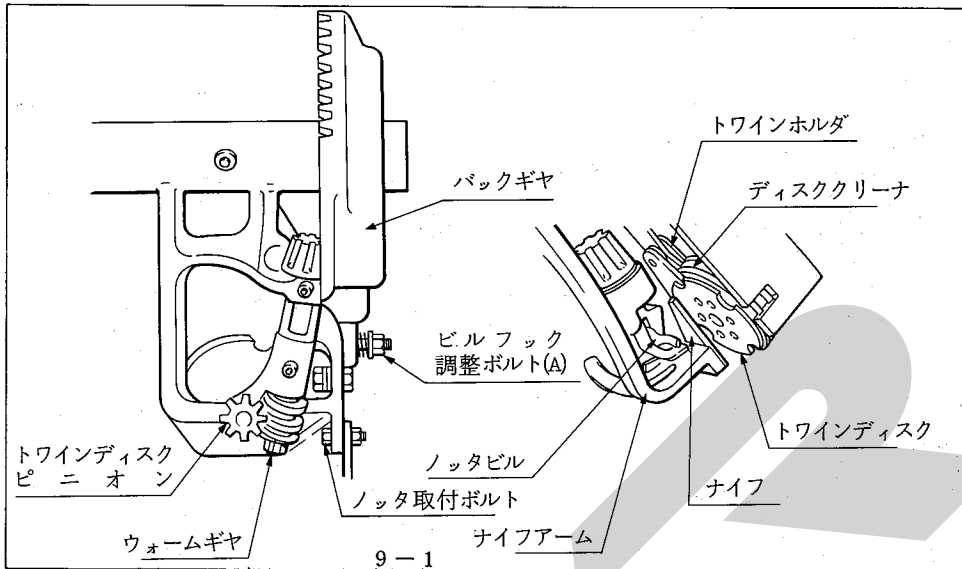 バックギヤ
ビルフック
調整ボルト(A)
トワインディスク
ピニオン
ウォームギヤ
ノッタ取付ボルト
トワインホルダ
ディスククリーナ
ノッタビル
ナイフアーム
ナイフ
トワインディスク
9-1